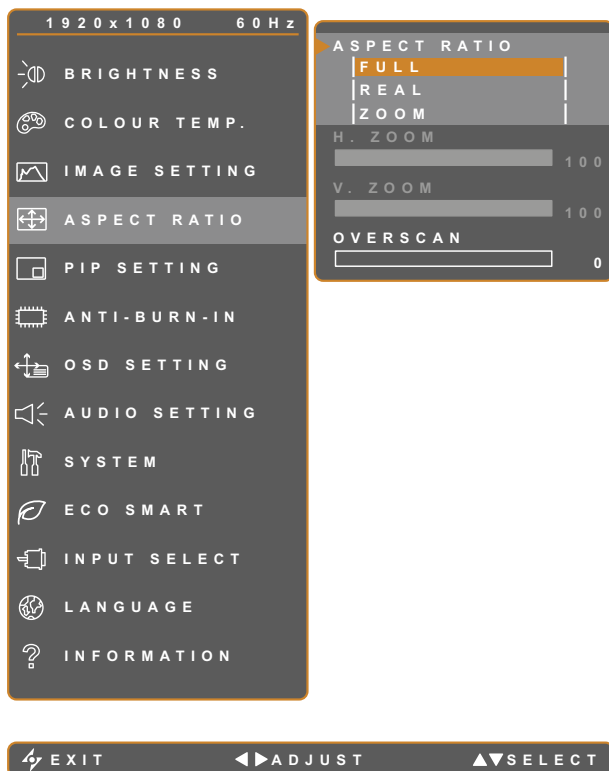 1920x1080 60Hz
BRIGHTNESS
COLOUR TEMP.
IMAGE SETTING
ASPECT RATIO
PIP SETTING
ANTI-BURN-IN
OSD SETTING
AUDIO SETTING
SYSTEM
ECO SMART
INPUT SELECT
LANGUAGE
INFORMATION
ASPECT RATIO
FULL
REAL
ZOOM
H. ZOOM
100
V. ZOOM
100
OVERSCAN
0
EXIT ◀▶ADJUST ▲▼SELECT